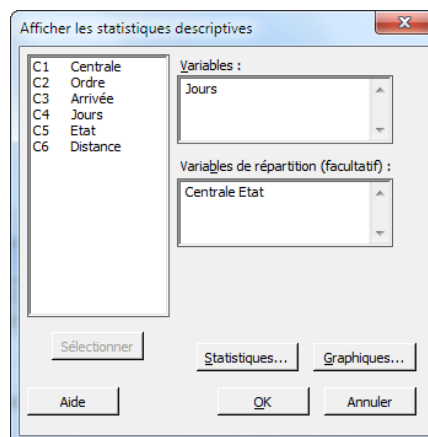 Afficher les statistiques descriptives
C1 Centrale
C2 Ordre
C3 Arrivée
C4 Jours
C5 Etat
C6 Distance
Variables :
Jours
Variables de répartition (facultatif) :
Centrale Etat
Sélectionner
Statistiques...
Graphiques...
Aide
OK
Annuler